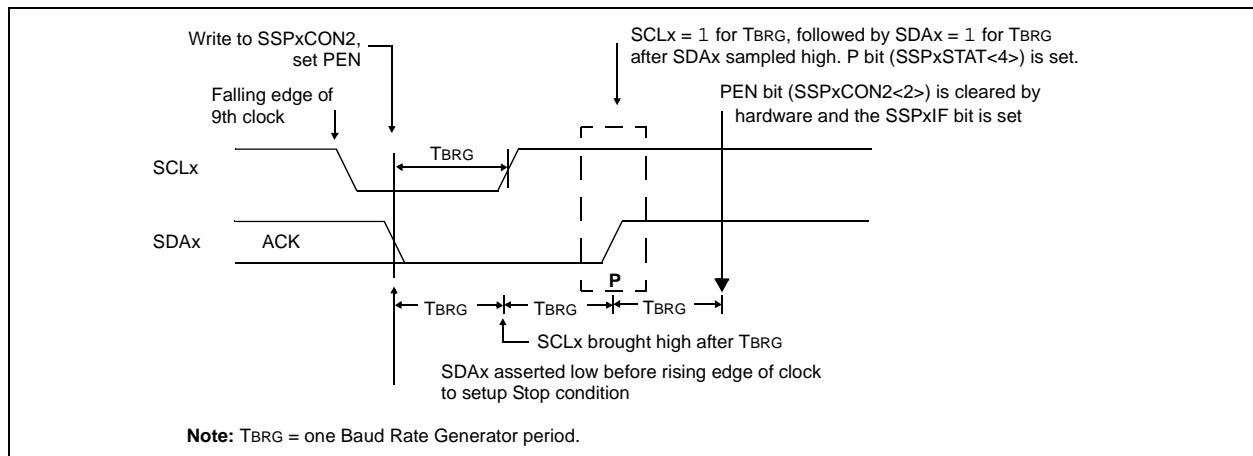 Write to SSPxCON2,
set PEN
SCLx = 1 for TBRG, followed by SDAx = 1 for TBRG
after SDAx sampled high. P bit (SSPxSTAT<4>) is set.
Falling edge of
9th clock
PEN bit (SSPxCON2<2>) is cleared by
hardware and the SSPxIF bit is set
TBRG
SCLx
SDAx
ACK
P
TBRG
TBRG
TBRG
SCLx brought high after TBRG
SDAx asserted low before rising edge of clock
to setup Stop condition
Note: TBRG = one Baud Rate Generator period.